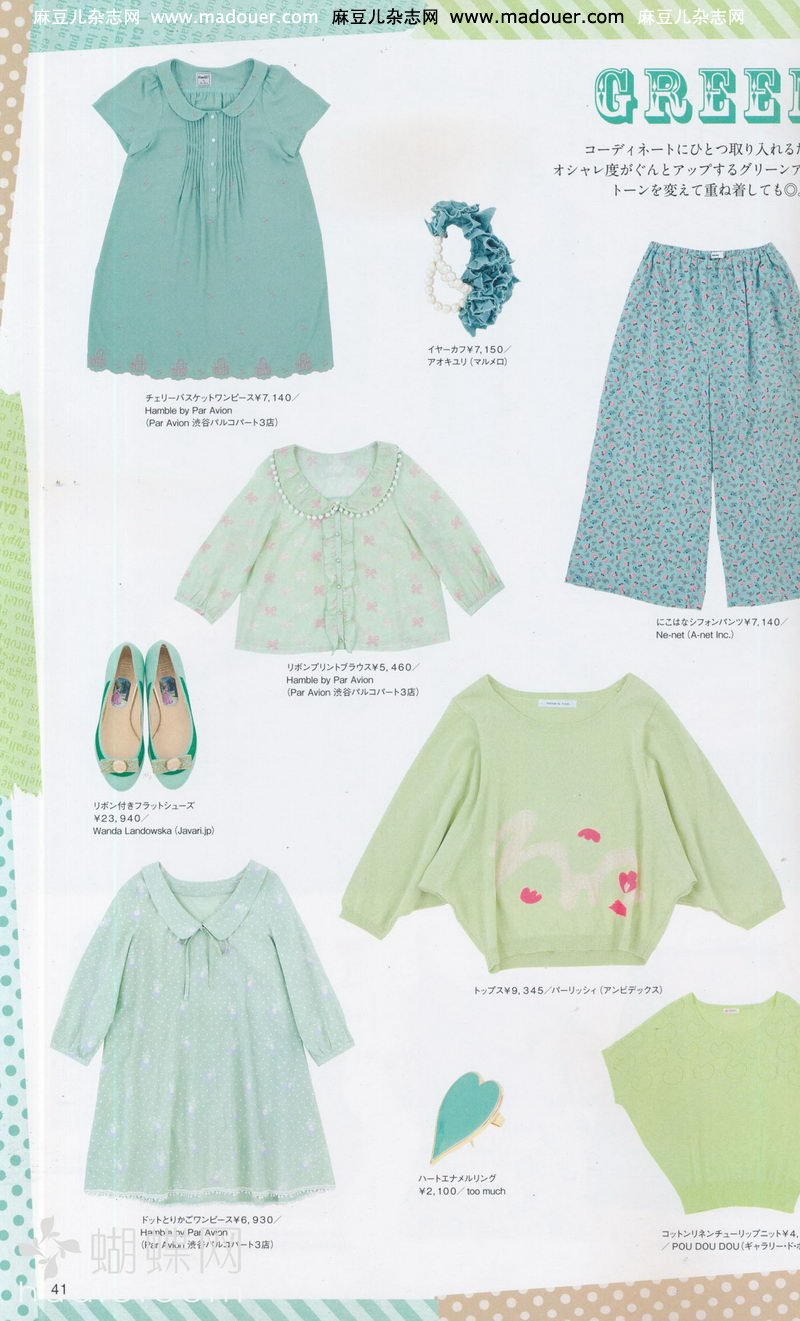 麻豆儿杂志网 www.madouer.com 麻豆儿杂志网 www.madouer.com 麻豆儿杂志网
GREE
コーディネートにひとつ取り入れるだ
オシャレ度がぐんとアップするグリーンア
トーンを変えて重ね着しても◎。
イヤーカフ¥7,150／
アオキユリ（マルメロ）
チェリーバスケットワンピース¥7,140／
Hamble by Par Avion
（Par Avion 渋谷パルコパート3店）
にこはなシフォンパンツ¥7,140／
Ne-net（A-net Inc.）
リボンプリントブラウス¥5,460／
Hamble by Par Avion
（Par Avion 渋谷パルコパート3店）
リボン付きフラットシューズ
¥23,940／
Wanda Landowska（Javari.jp）
トップス¥9,345／バーリッシィ（アンビデックス）
ハートエナメルリング
¥2,100／too much
ドットとりかごワンピース¥6,930／
Hamble by Par Avion
（Par Avion 渋谷パルコパート3店）
コットンリネンチューリップニット¥4,
／POU DOU DOU（ギャラリー・ド・ポ
蝴蝶网
41